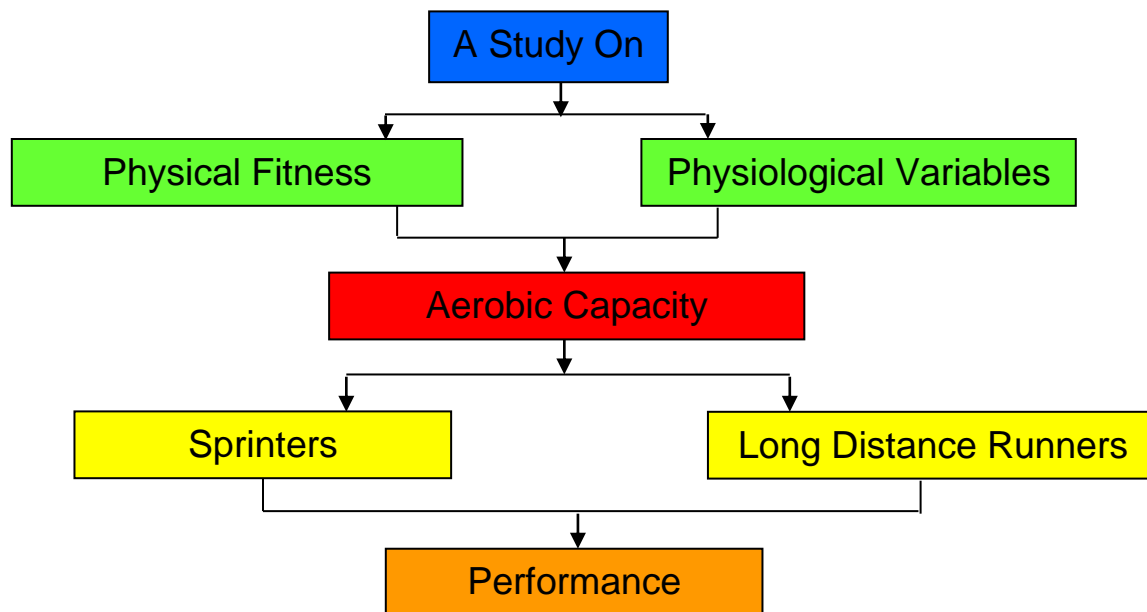 A Study On
Physical Fitness
Physiological Variables
Aerobic Capacity
Sprinters
Long Distance Runners
Performance